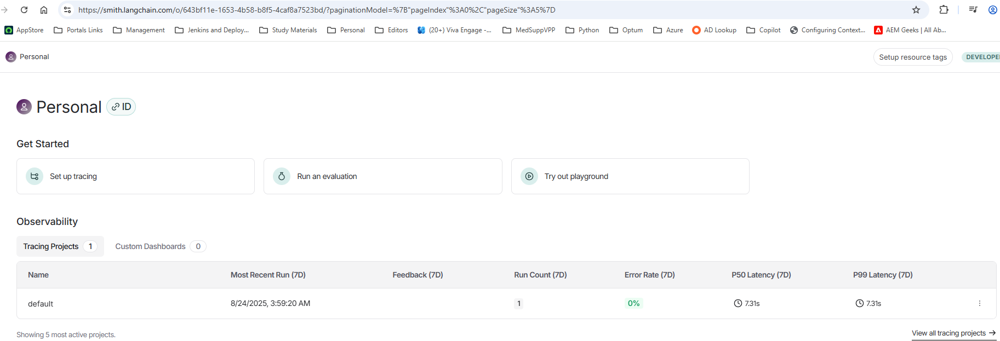 https://smith.langchain.com/o/643bf11e-1653-4b58-b8f5-4caf8a7523bd/?paginationModel=%7B"pageIndex"%3A0%2C"pageSize"%3A5%7D
AppStore Portals Links Management Jenkins and Deploy... Study Materials Personal Editors (20+) Viva Engage -... MedSuppVPP Python Optum Azure AD Lookup Copilot Configuring Context... AEM Geeks | All Ab...
Personal Setup resource tags DEVELOPE
Personal ID
Get Started
Set up tracing Run an evaluation Try out playground
Observability
Tracing Projects 1 Custom Dashboards 0
Name Most Recent Run (7D) Feedback (7D) Run Count (7D) Error Rate (7D) P50 Latency (7D) P99 Latency (7D)
default 8/24/2025, 3:59:20 AM 1 0% 7.31s 7.31s
Showing 5 most active projects. View all tracing projects →